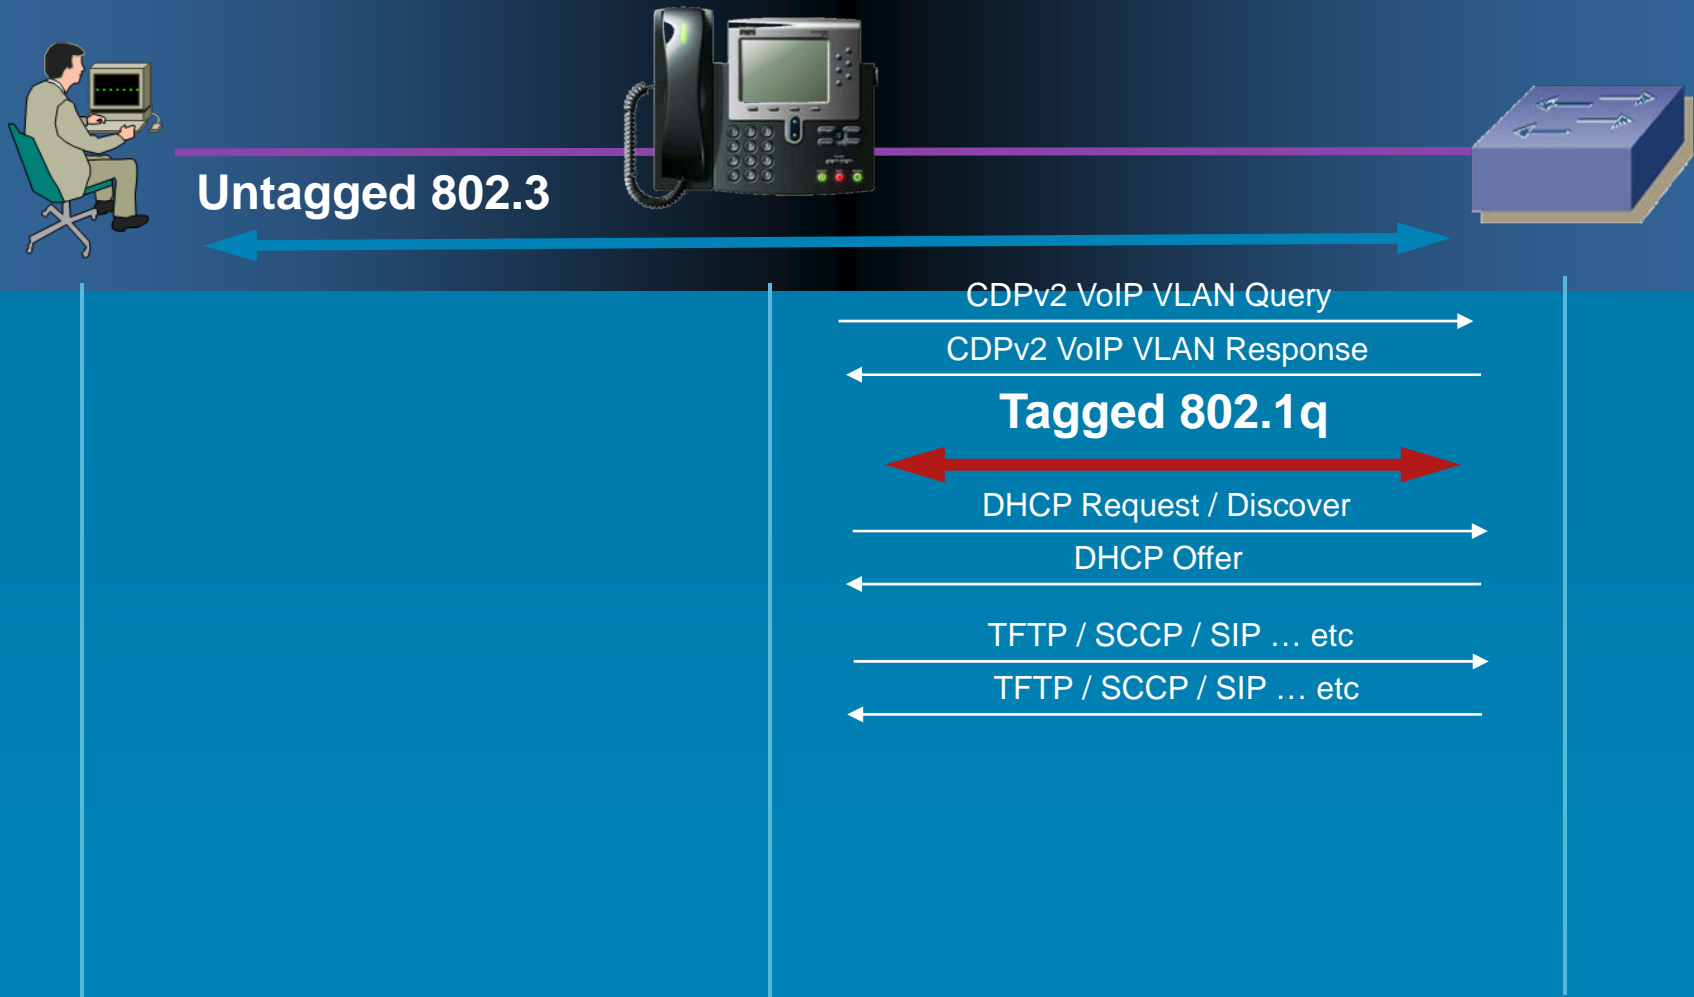 Untagged 802.3
CDPv2 VoIP VLAN Query
CDPv2 VoIP VLAN Response
Tagged 802.1q
DHCP Request / Discover
DHCP Offer
TFTP / SCCP / SIP … etc
TFTP / SCCP / SIP … etc